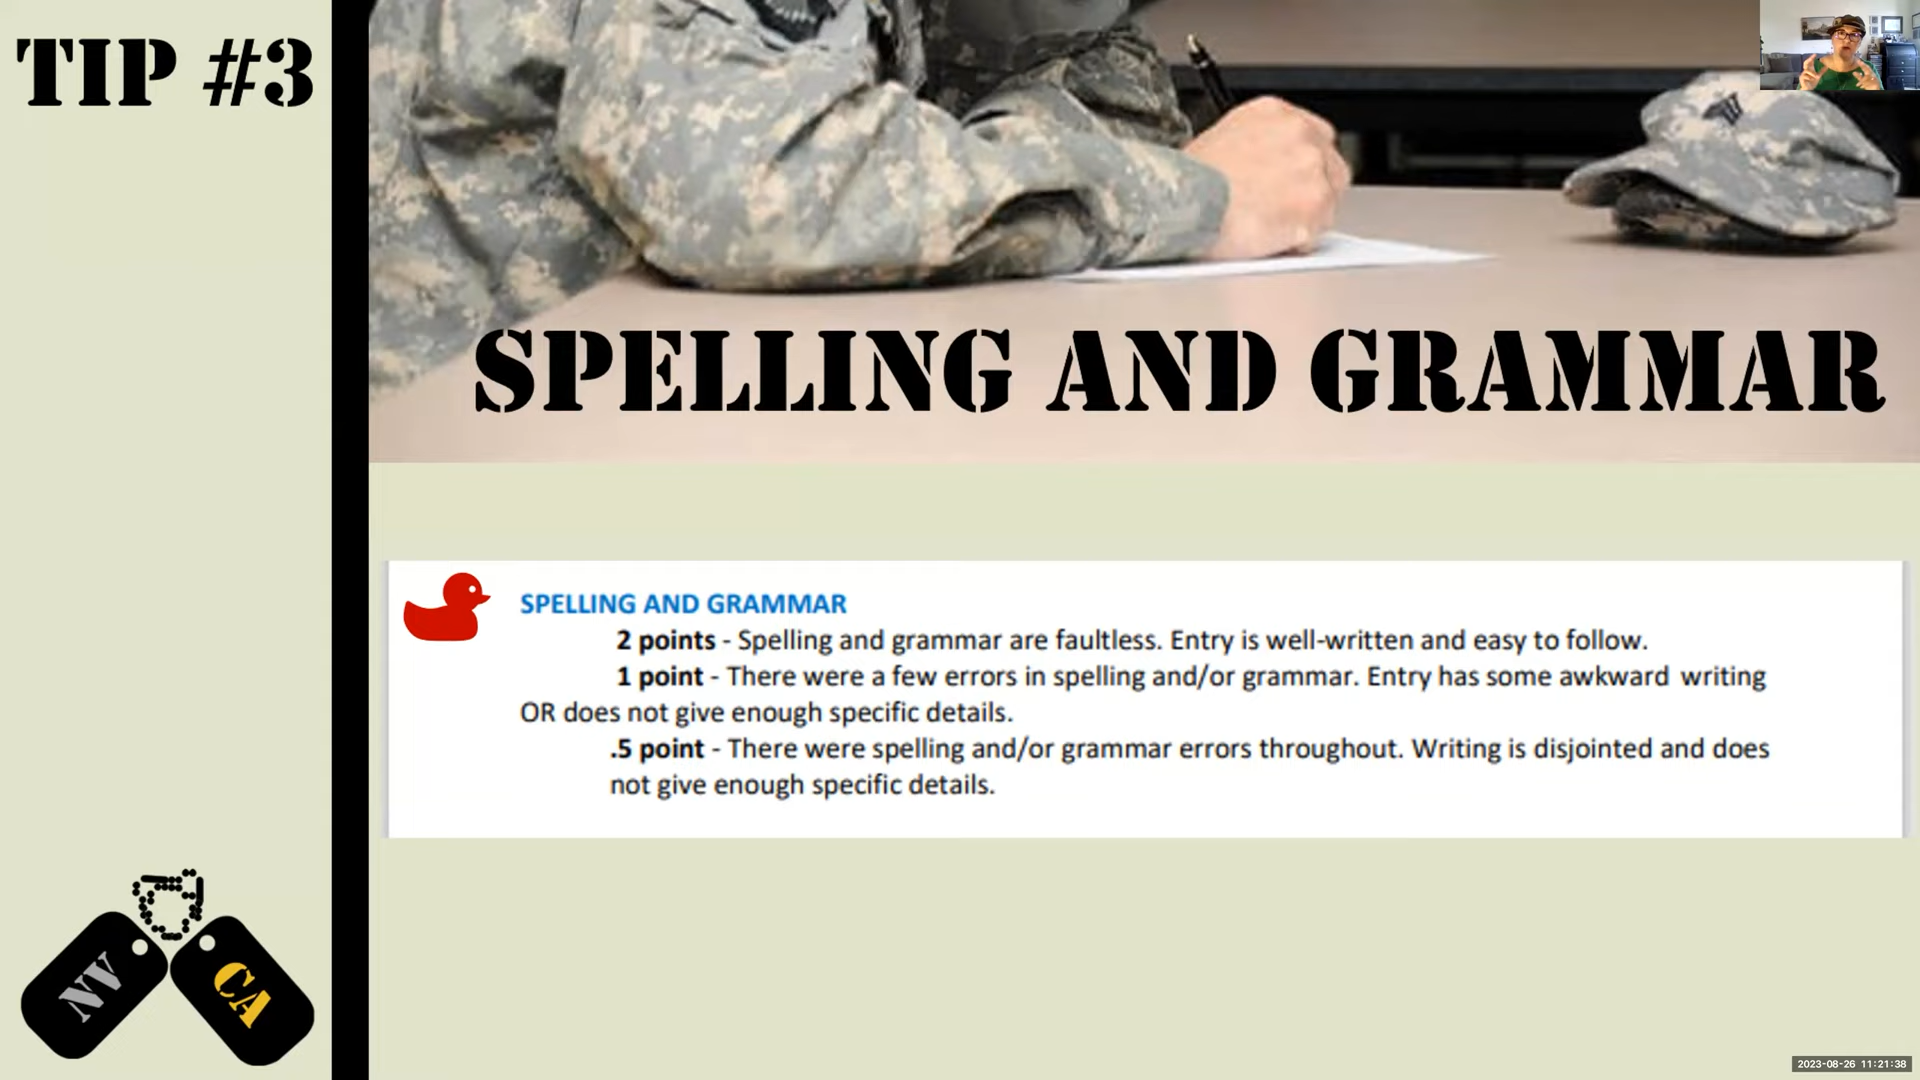 TIP #3
SPELLING AND GRAMMAR
SPELLING AND GRAMMAR
2 points - Spelling and grammar are faultless. Entry is well-written and easy to follow.
1 point - There were a few errors in spelling and/or grammar. Entry has some awkward writing
OR does not give enough specific details.
.5 point - There were spelling and/or grammar errors throughout. Writing is disjointed and does
not give enough specific details.
NV
CA
2023-08-26 11:21:38